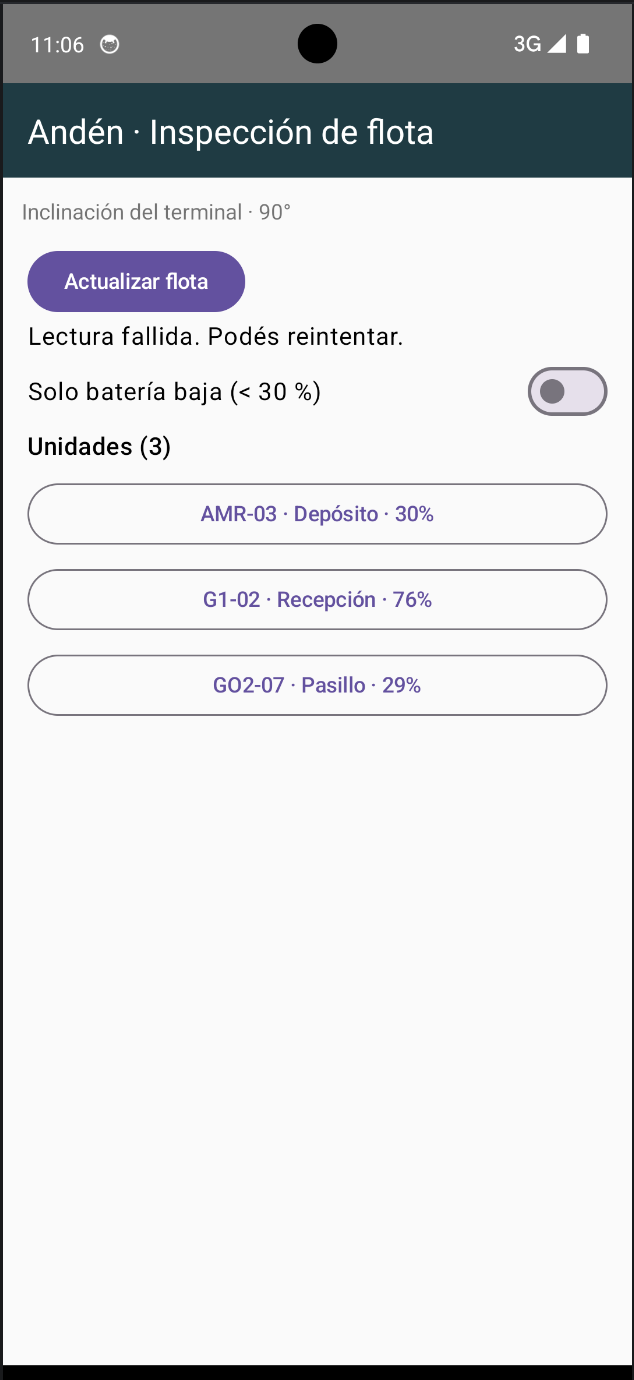 11:06 3G
Andén · Inspección de flota
Inclinación del terminal · 90°
Actualizar flota
Lectura fallida. Podés reintentar.
Solo batería baja (< 30 %)
Unidades (3)
AMR-03 · Depósito · 30%
G1-02 · Recepción · 76%
GO2-07 · Pasillo · 29%